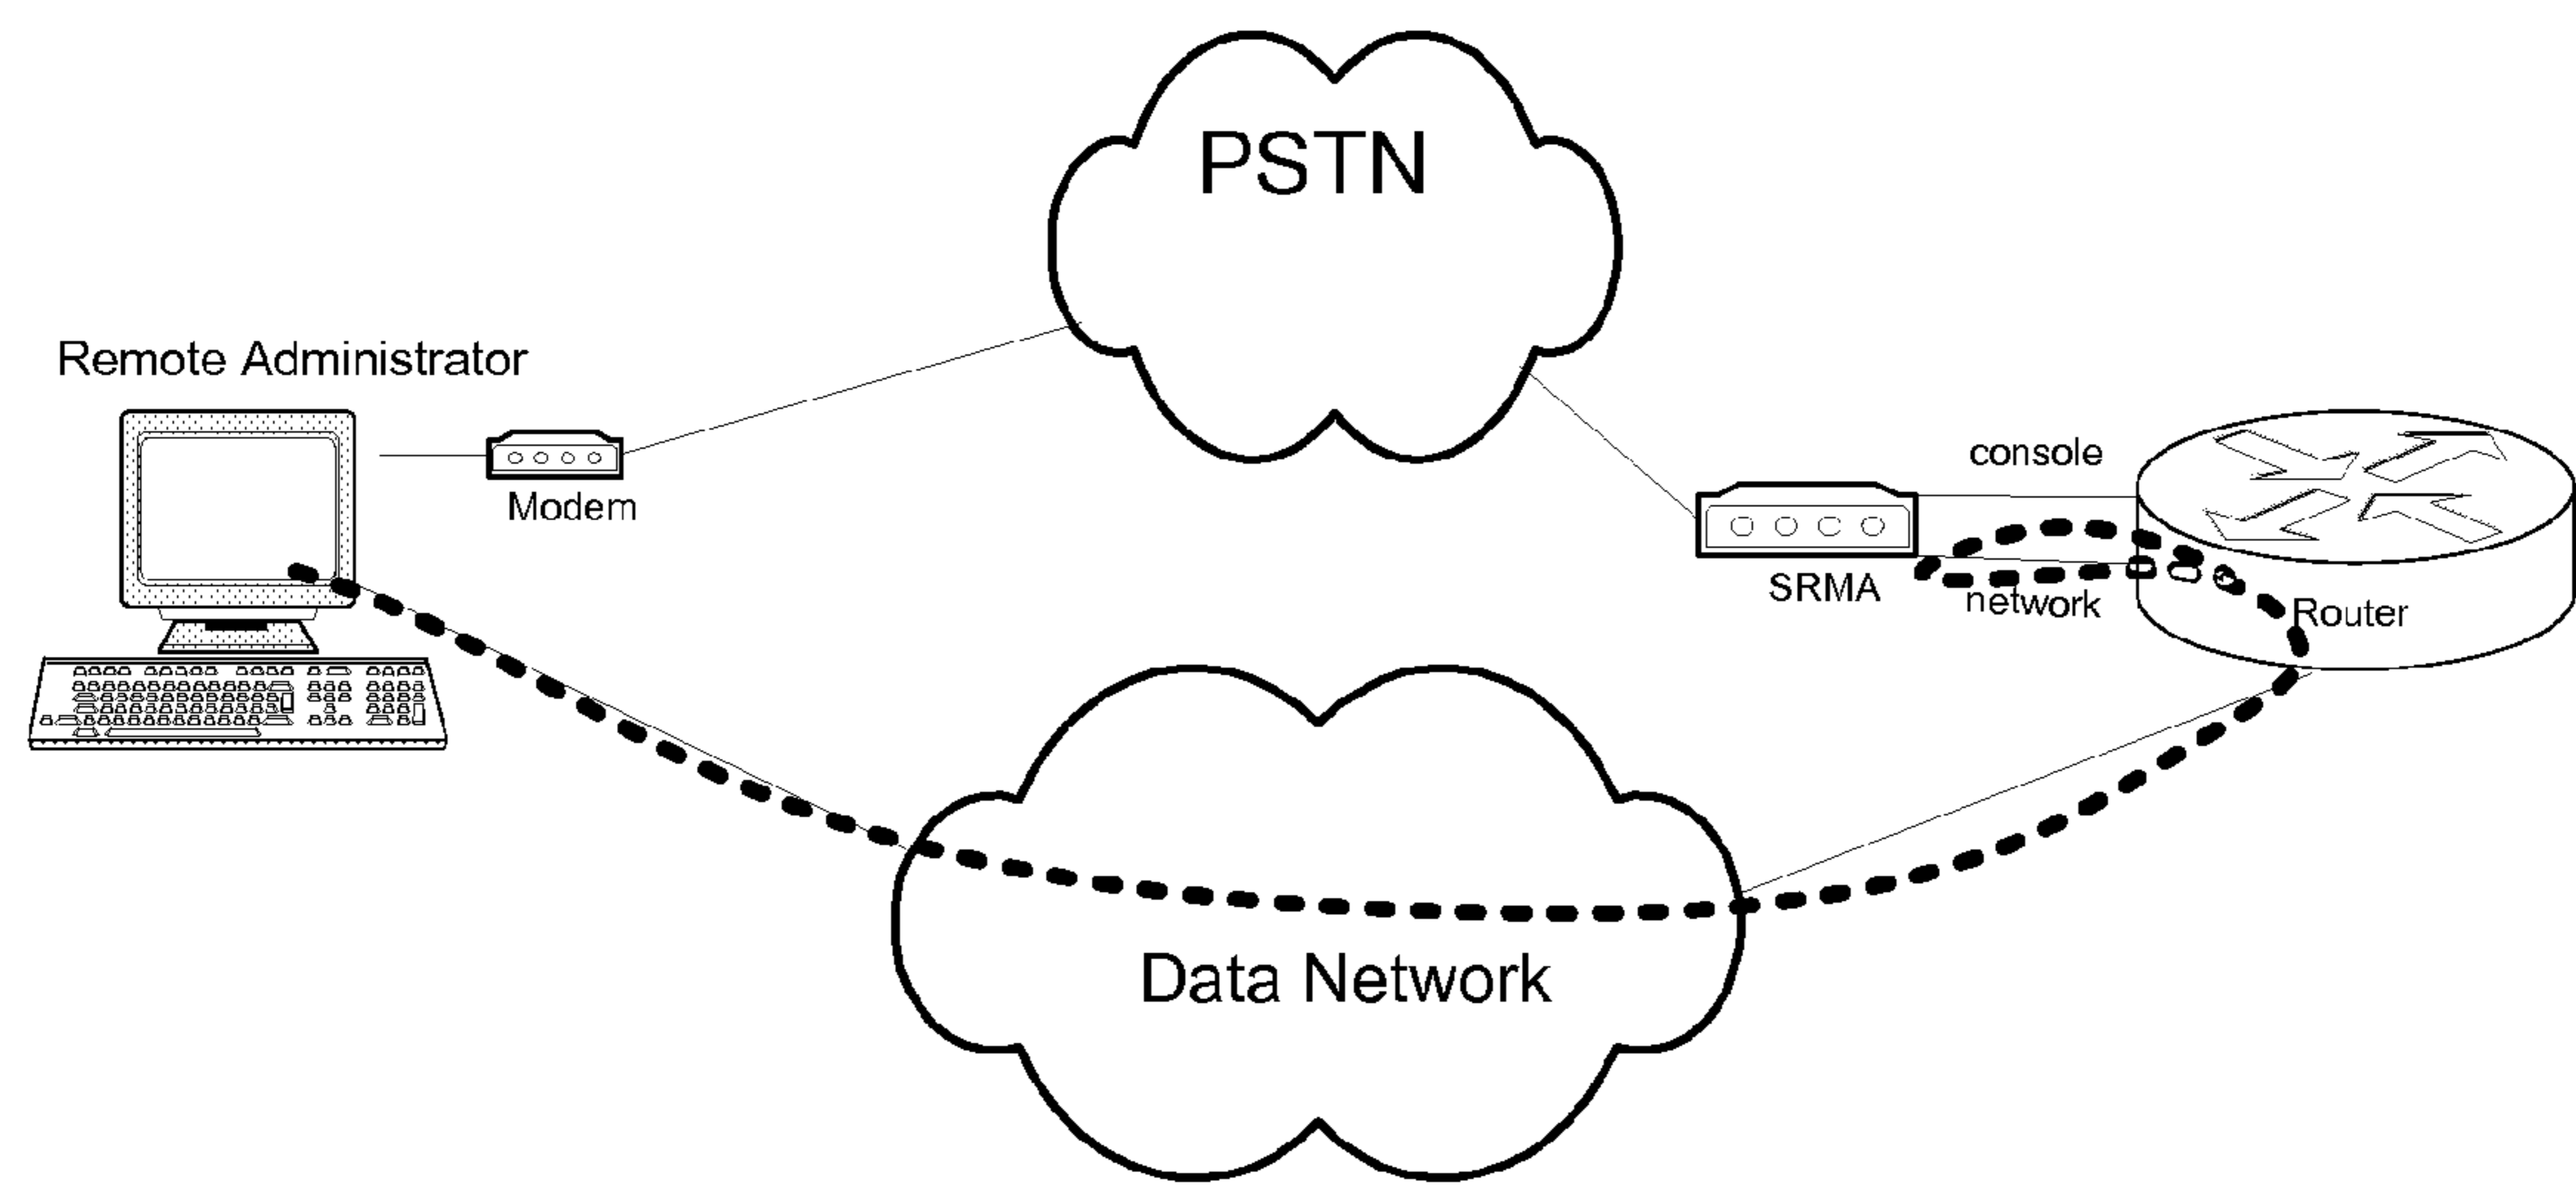 PSTN
Remote Administrator
Modem
console
SRMA
network
Router
Data Network